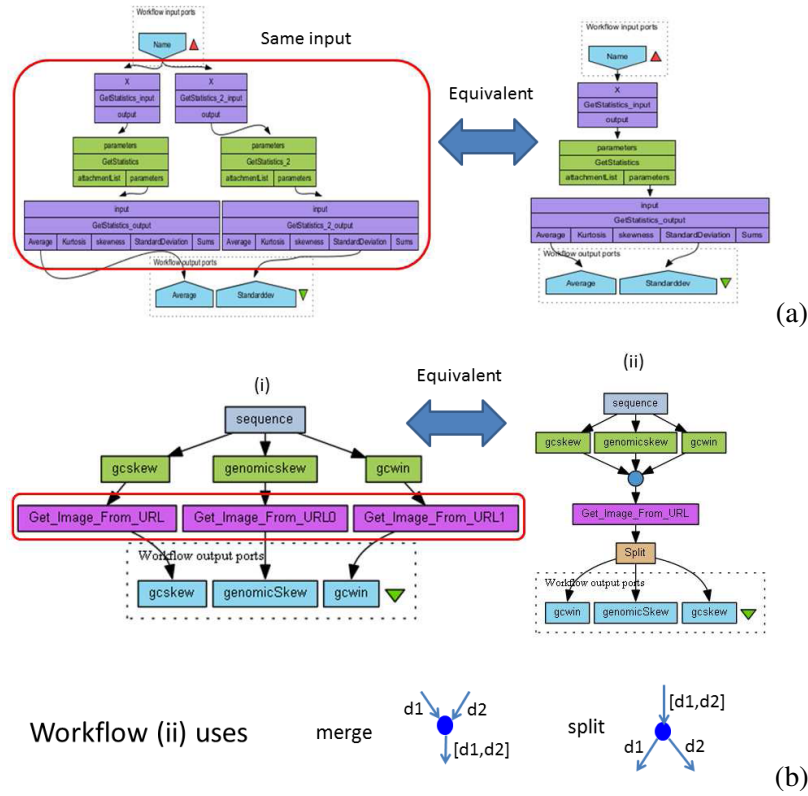 Workflow input ports
Name
Same input
X
GetStatistics_input
output
X
GetStatistics_2_input
output
parameters
GetStatistics
attachmentList parameters
parameters
GetStatistics_2
attachmentList parameters
input
GetStatistics_output
Average Kurtosis skewness StandardDeviation Sums
input
GetStatistics_2_output
Average Kurtosis skewness StandardDeviation Sums
Workflow output ports
Average Standarddev
Equivalent
Workflow input ports
Name
X
GetStatistics_input
output
parameters
GetStatistics
attachmentList parameters
input
GetStatistics_output
Average Kurtosis skewness StandardDeviation Sums
Workflow output ports
Average Standarddev
(a)
(i)
sequence
gcskew genomicskew gcwin
Get_Image_From_URL Get_Image_From_URL0 Get_Image_From_URL1
Workflow output ports
gcskew genomicSkew gcwin
Equivalent
(ii)
sequence
gcskew genomicskew gcwin
Get_Image_From_URL
Split
Workflow output ports
gcwin genomicSkew gcskew
Workflow (ii) uses
merge
d1 d2
[d1,d2]
split
[d1,d2]
d1 d2
(b)